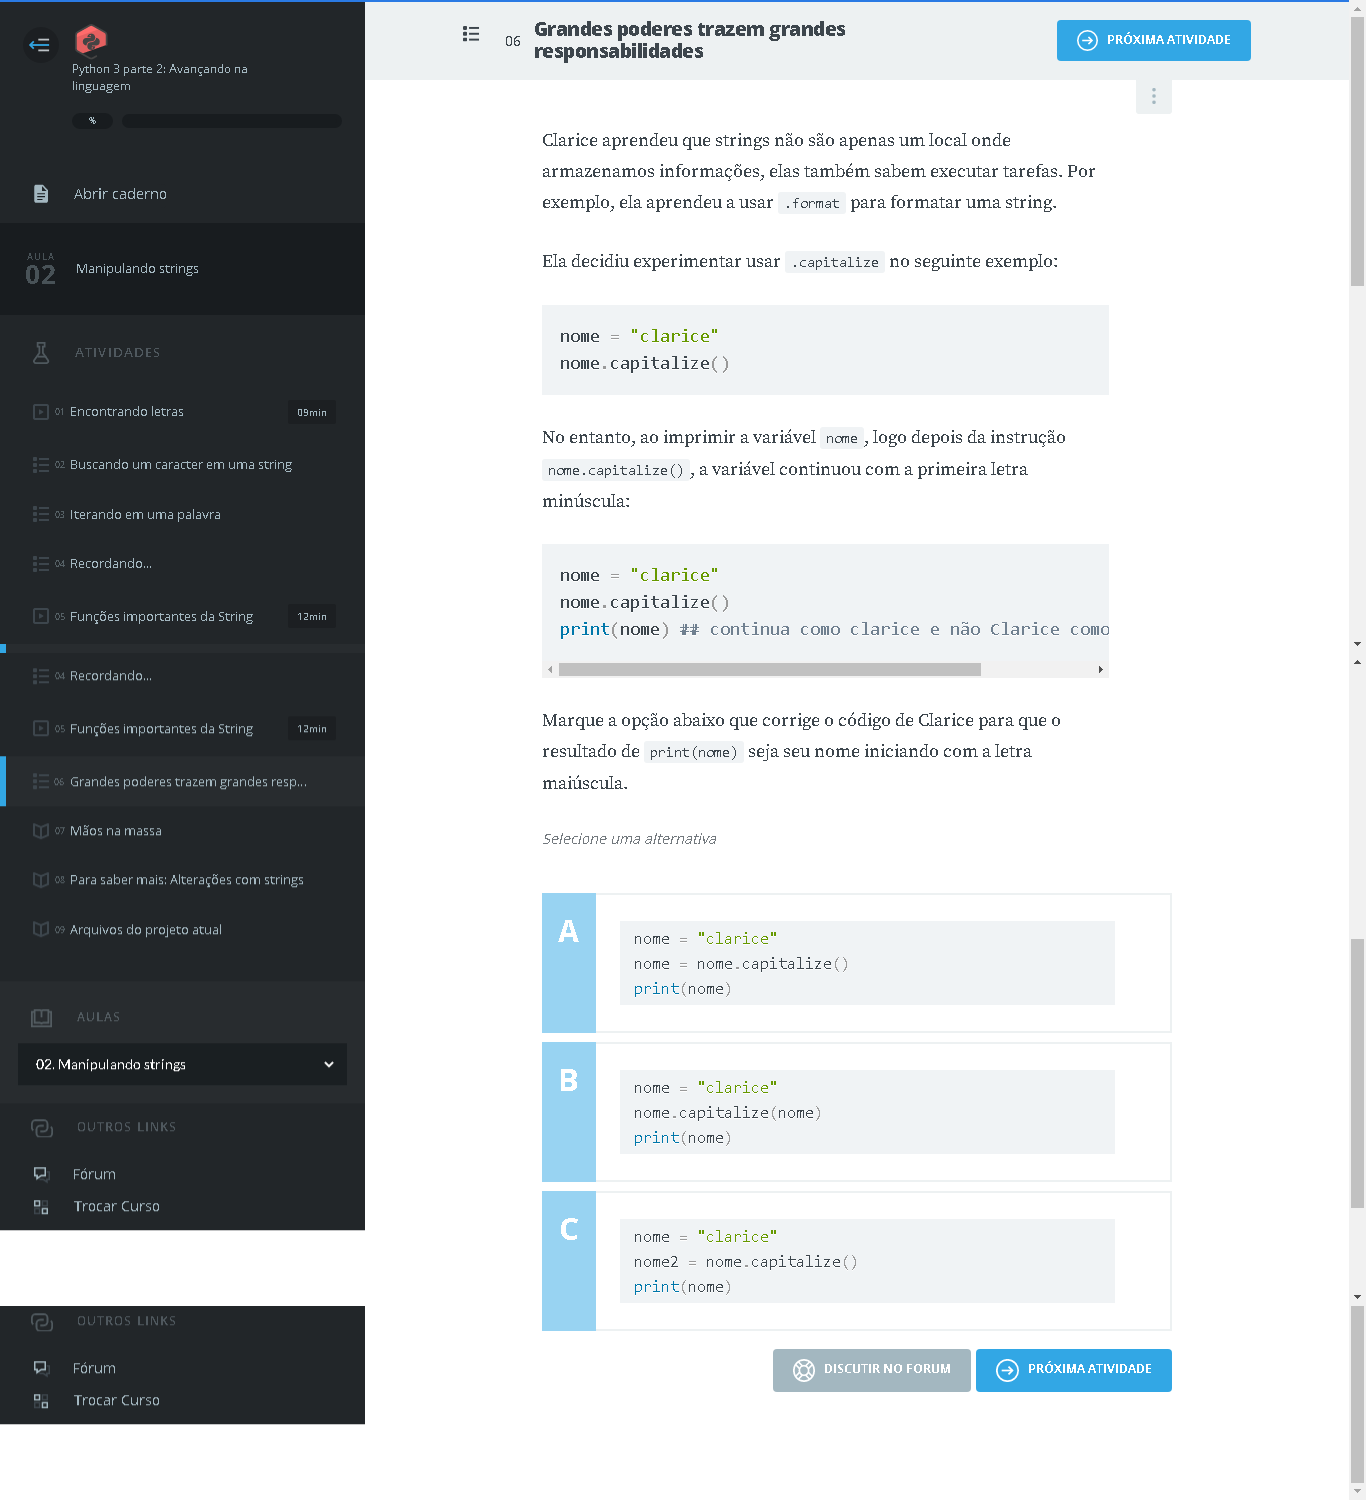 Python 3 parte 2: Avançando na
linguagem
%
Abrir caderno
AULA
02
Manipulando strings
ATIVIDADES
01 Encontrando letras 09min
02 Buscando um caracter em uma string
03 Iterando em uma palavra
04 Recordando...
05 Funções importantes da String 12min
04 Recordando...
05 Funções importantes da String 12min
06 Grandes poderes trazem grandes resp...
07 Mãos na massa
08 Para saber mais: Alterações com strings
09 Arquivos do projeto atual
AULAS
02. Manipulando strings
OUTROS LINKS
Fórum
Trocar Curso
OUTROS LINKS
Fórum
Trocar Curso
06 Grandes poderes trazem grandes
responsabilidades
PRÓXIMA ATIVIDADE
Clarice aprendeu que strings não são apenas um local onde
armazenamos informações, elas também sabem executar tarefas. Por
exemplo, ela aprendeu a usar .format para formatar uma string.
Ela decidiu experimentar usar .capitalize no seguinte exemplo:
nome = "clarice"
nome.capitalize()
No entanto, ao imprimir a variável nome, logo depois da instrução
nome.capitalize(), a variável continuou com a primeira letra
minúscula:
nome = "clarice"
nome.capitalize()
print(nome) ## continua como clarice e não Clarice como
Marque a opção abaixo que corrige o código de Clarice para que o
resultado de print(nome) seja seu nome iniciando com a letra
maiúscula.
Selecione uma alternativa
A
nome = "clarice"
nome = nome.capitalize()
print(nome)
B
nome = "clarice"
nome.capitalize(nome)
print(nome)
C
nome = "clarice"
nome2 = nome.capitalize()
print(nome)
DISCUTIR NO FORUM
PRÓXIMA ATIVIDADE